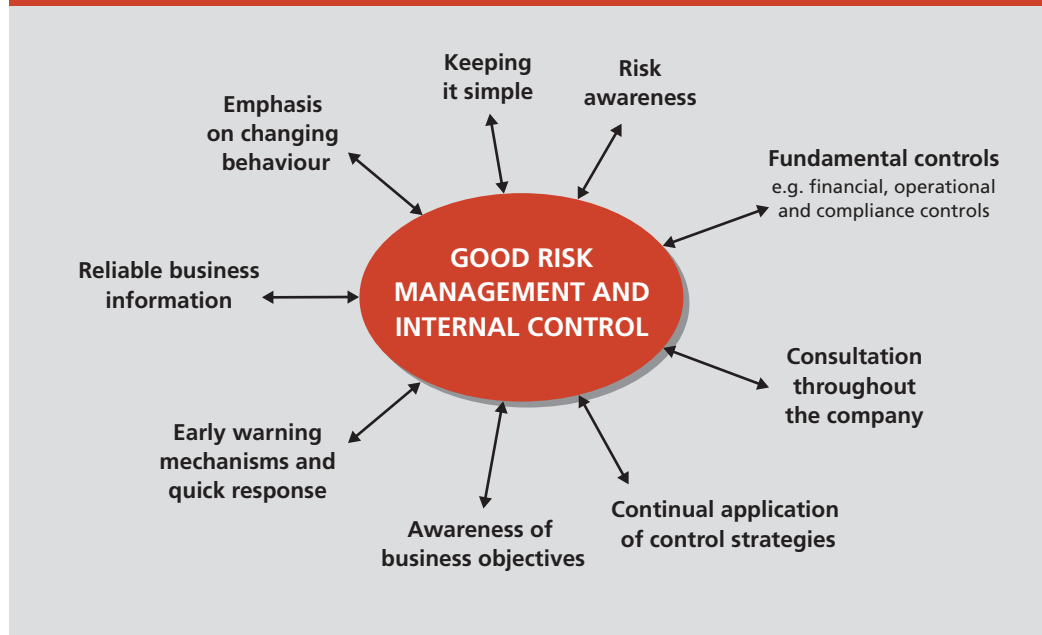 Keeping
it simple
Risk
awareness
Emphasis
on changing
behaviour
Fundamental controls
e.g. financial, operational
and compliance controls
Reliable business
information
GOOD RISK
MANAGEMENT AND
INTERNAL CONTROL
Consultation
throughout
the company
Early warning
mechanisms and
quick response
Continual application
of control strategies
Awareness of
business objectives